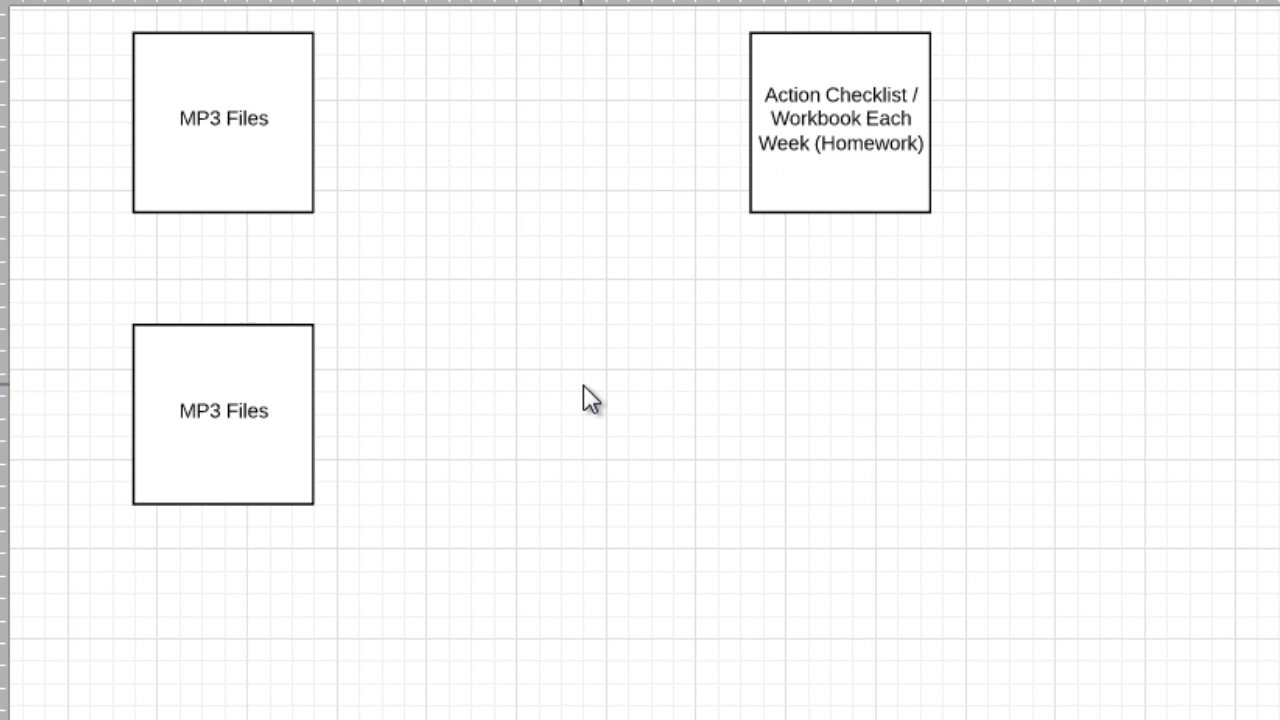 MP3 Files
Action Checklist /
Workbook Each
Week (Homework)
MP3 Files